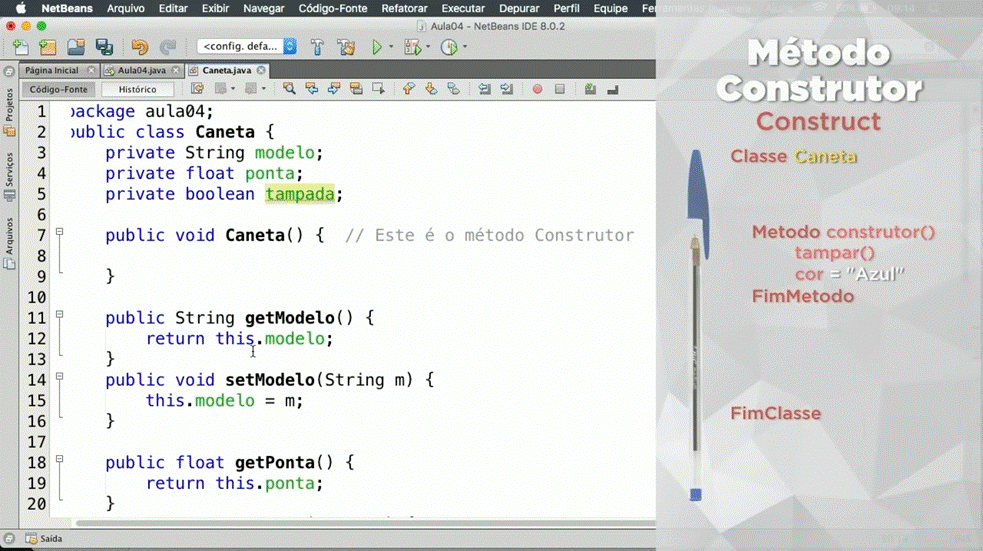 NetBeans Arquivo Editar Exibir Navegar Código-Fonte Refatorar Executar Depurar Perfil Equipe Ferramentas
Aula04 - NetBeans IDE 8.0.2
<config. defa...
Página Inicial Aula04.java Caneta.java
Código-Fonte Histórico
Projetos
Serviços
Arquivos
1 package aula04;
2 public class Caneta {
3 private String modelo;
4 private float ponta;
5 private boolean tampada;
6
7 public void Caneta() { // Este é o método Construtor
8
9 }
10
11 public String getModelo() {
12 return this.modelo;
13 }
14 public void setModelo(String m) {
15 this.modelo = m;
16 }
17
18 public float getPonta() {
19 return this.ponta;
20 }
Saída
Método
Construtor
Construct
Classe Caneta
Metodo construtor()
tampar()
cor = "Azul"
FimMetodo
FimClasse